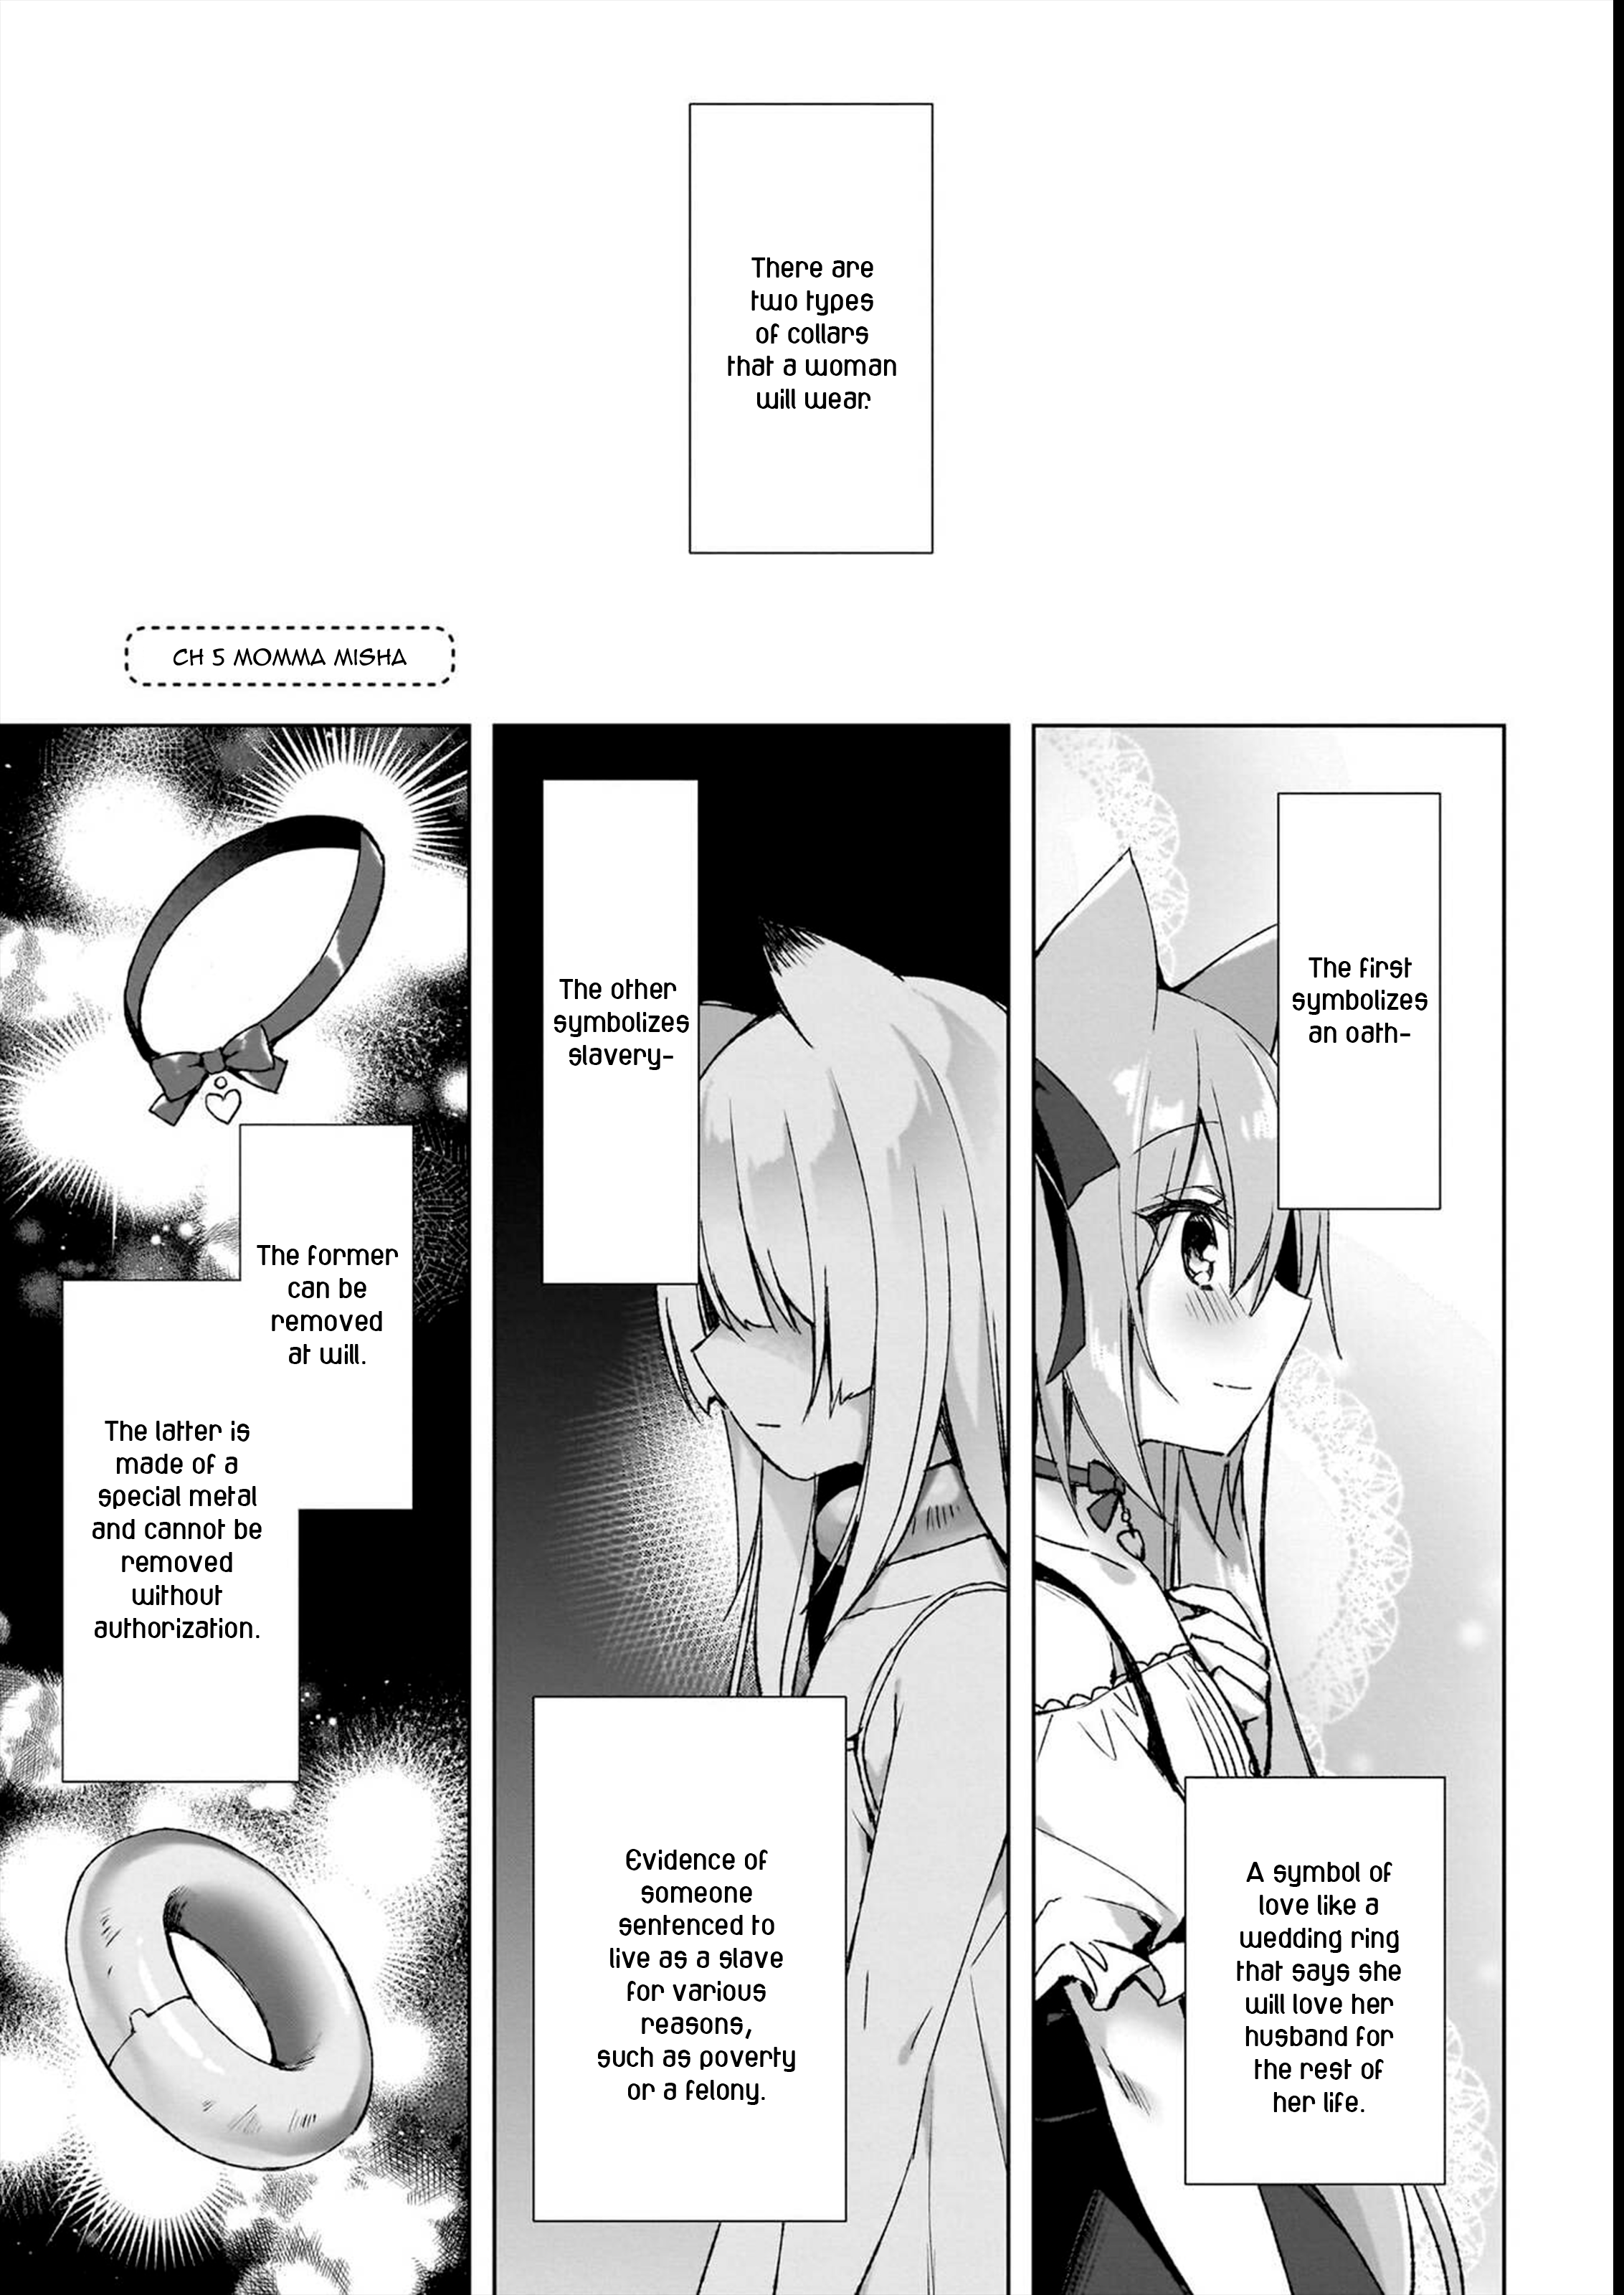 There are
two types
of collars
that a woman
will wear.
CH 5 MOMMA MISHA
The first
symbolizes
an oath-
A symbol of
love like a
wedding ring
that says she
will love her
husband for
the rest of
her life.
The other
symbolizes
slavery-
Evidence of
someone
sentenced to
live as a slave
for various
reasons,
such as poverty
or a felony.
The former
can be
removed
at will.
The latter is
made of a
special metal
and cannot be
removed
without
authorization.